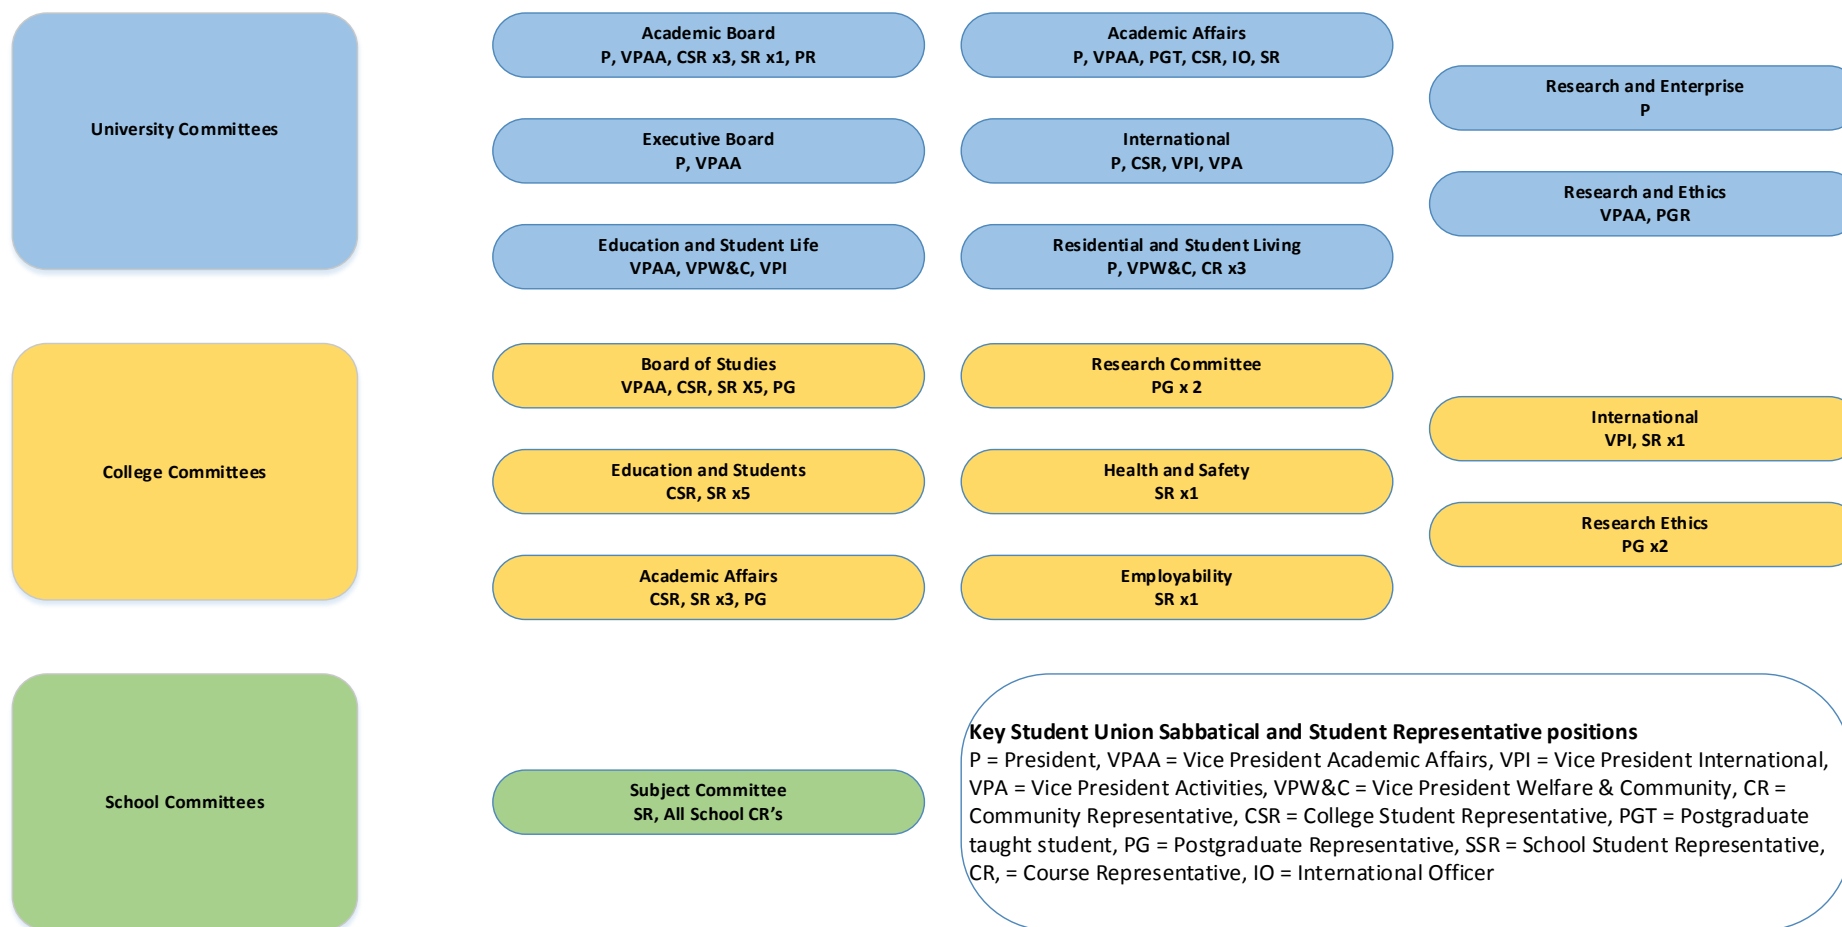 University Committees
Academic Board
P, VPAA, CSR x3, SR x1, PR
Academic Affairs
P, VPAA, PGT, CSR, IO, SR
Research and Enterprise
P
Executive Board
P, VPAA
International
P, CSR, VPI, VPA
Research and Ethics
VPAA, PGR
Education and Student Life
VPAA, VPW&C, VPI
Residential and Student Living
P, VPW&C, CR x3
College Committees
Board of Studies
VPAA, CSR, SR X5, PG
Research Committee
PG x 2
International
VPI, SR x1
Education and Students
CSR, SR x5
Health and Safety
SR x1
Research Ethics
PG x2
Academic Affairs
CSR, SR x3, PG
Employability
SR x1
School Committees
Subject Committee
SR, All School CR’s
Key Student Union Sabbatical and Student Representative positions
P = President, VPAA = Vice President Academic Affairs, VPI = Vice President International,
VPA = Vice President Activities, VPW&C = Vice President Welfare & Community, CR =
Community Representative, CSR = College Student Representative, PGT = Postgraduate
taught student, PG = Postgraduate Representative, SSR = School Student Representative,
CR, = Course Representative, IO = International Officer